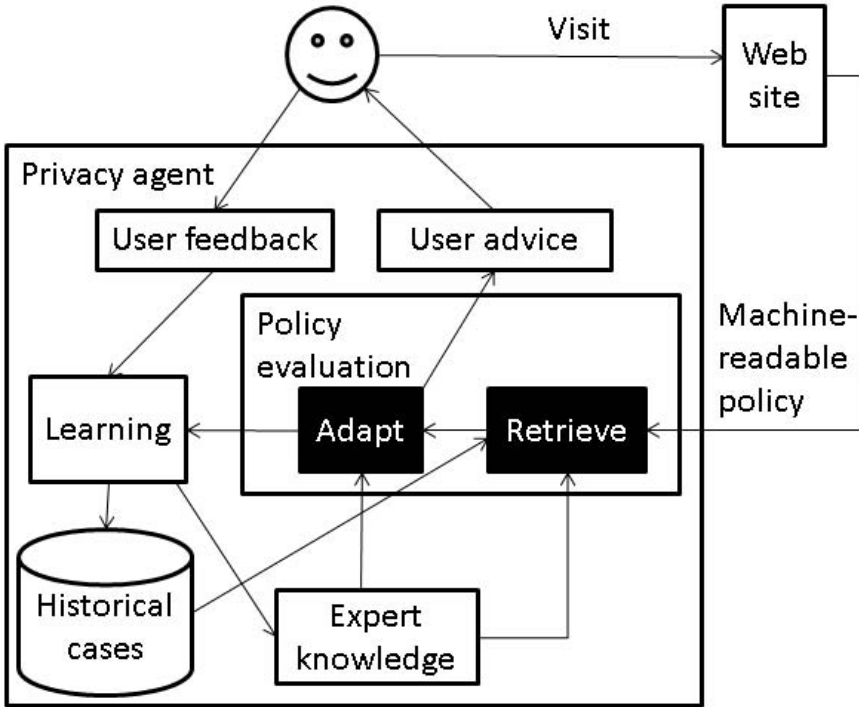 Visit
Web
site
Privacy agent
User feedback
User advice
Policy
evaluation
Machine-
readable
policy
Learning
Adapt
Retrieve
Historical
cases
Expert
knowledge